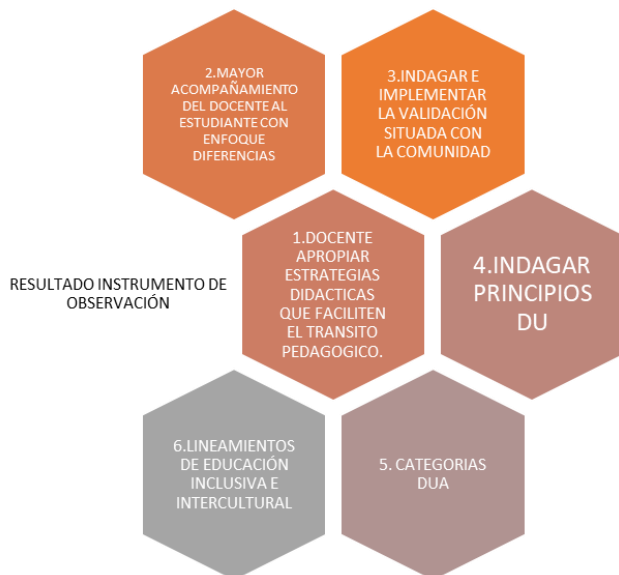 2.MAYOR
ACOMPAÑAMIENTO
DEL DOCENTE AL
ESTUDIANTE CON
ENFOQUE
DIFERENCIAS
3.INDAGAR E
IMPLEMENTAR
LA VALIDACIÓN
SITUADA CON
LA COMUNIDAD
RESULTADO INSTRUMENTO DE
OBSERVACIÓN
1.DOCENTE
APROPIAR
ESTRATEGIAS
DIDACTICAS
QUE FACILITEN
EL TRANSITO
PEDAGOGICO.
4.INDAGAR
PRINCIPIOS
DU
6.LINEAMIENTOS
DE EDUCACIÓN
INCLUSIVA E
INTERCULTURAL
5. CATEGORIAS
DUA